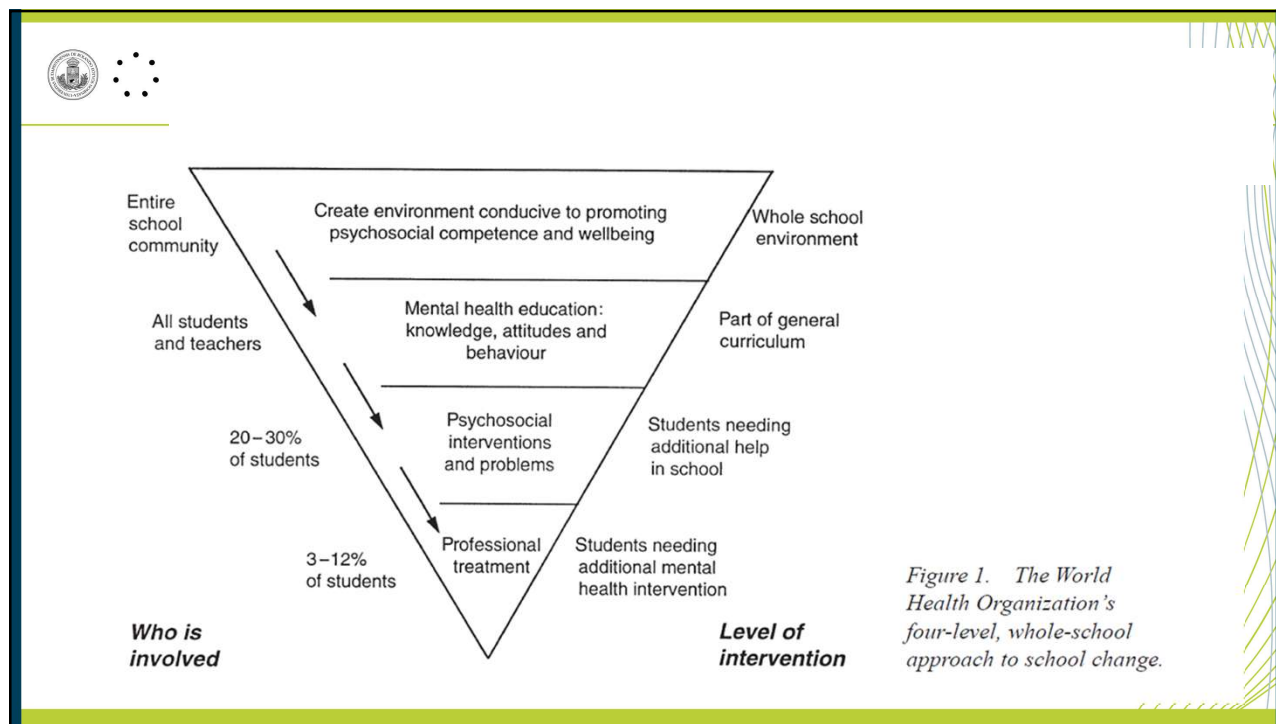 Entire
school
community
Create environment conducive to promoting
psychosocial competence and wellbeing
Whole school
environment
All students
and teachers
Mental health education:
knowledge, attitudes and
behaviour
Part of general
curriculum
20–30%
of students
Psychosocial
interventions
and problems
Students needing
additional help
in school
3–12%
of students
Professional
treatment
Students needing
additional mental
health intervention
Who is
involved
Level of
intervention
Figure 1. The World
Health Organization's
four-level, whole-school
approach to school change.